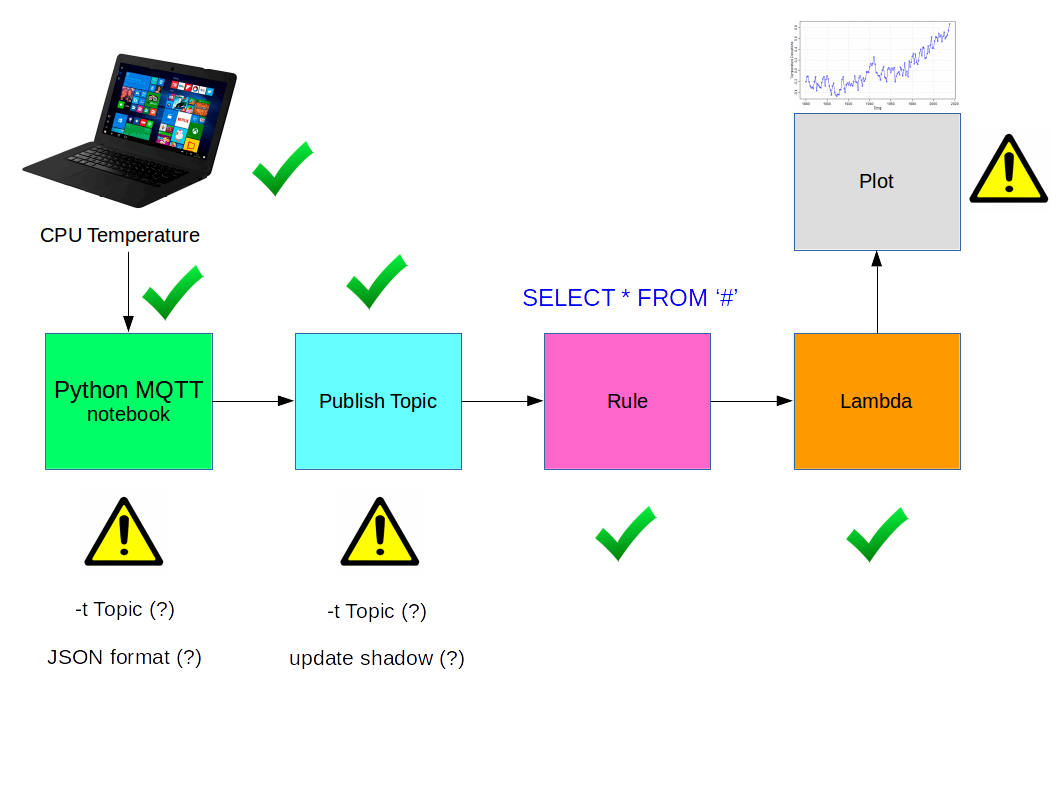 CPU Temperature
SELECT * FROM ‘#’
Plot
Python MQTT
notebook
Publish Topic
Rule
Lambda
-t Topic (?)
JSON format (?)
-t Topic (?)
update shadow (?)